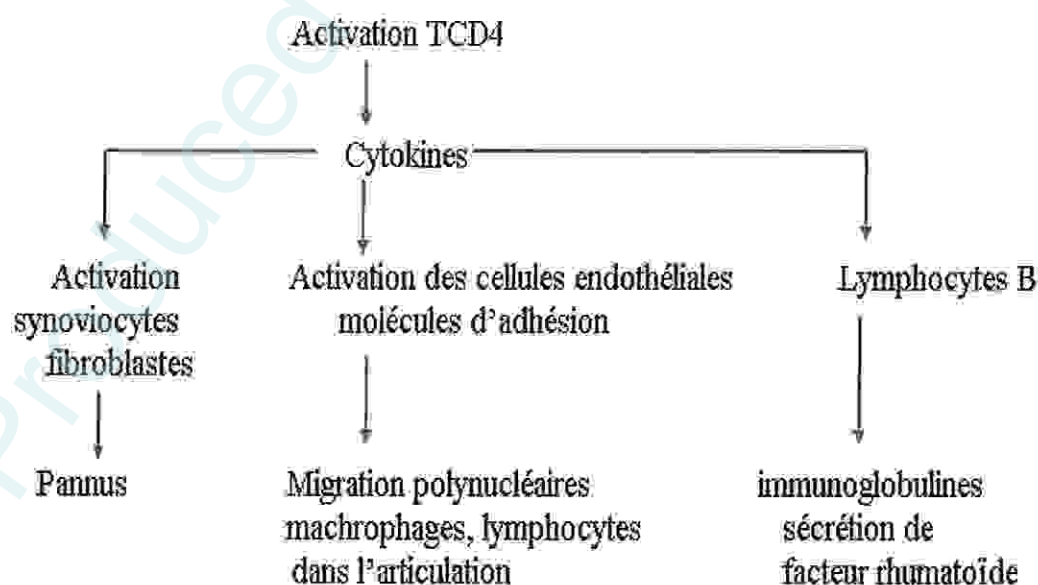 Activation TCD4
Cytokines
Activation
synoviocytes
fibroblastes
Activation des cellules endothéliales
molécules d'adhésion
Lymphocytes B
Pannus
Migration polynucléaires
machrophages, lymphocytes
dans l'articulation
immunoglobulines
sécrétion de
facteur rhumatoïde
Produced